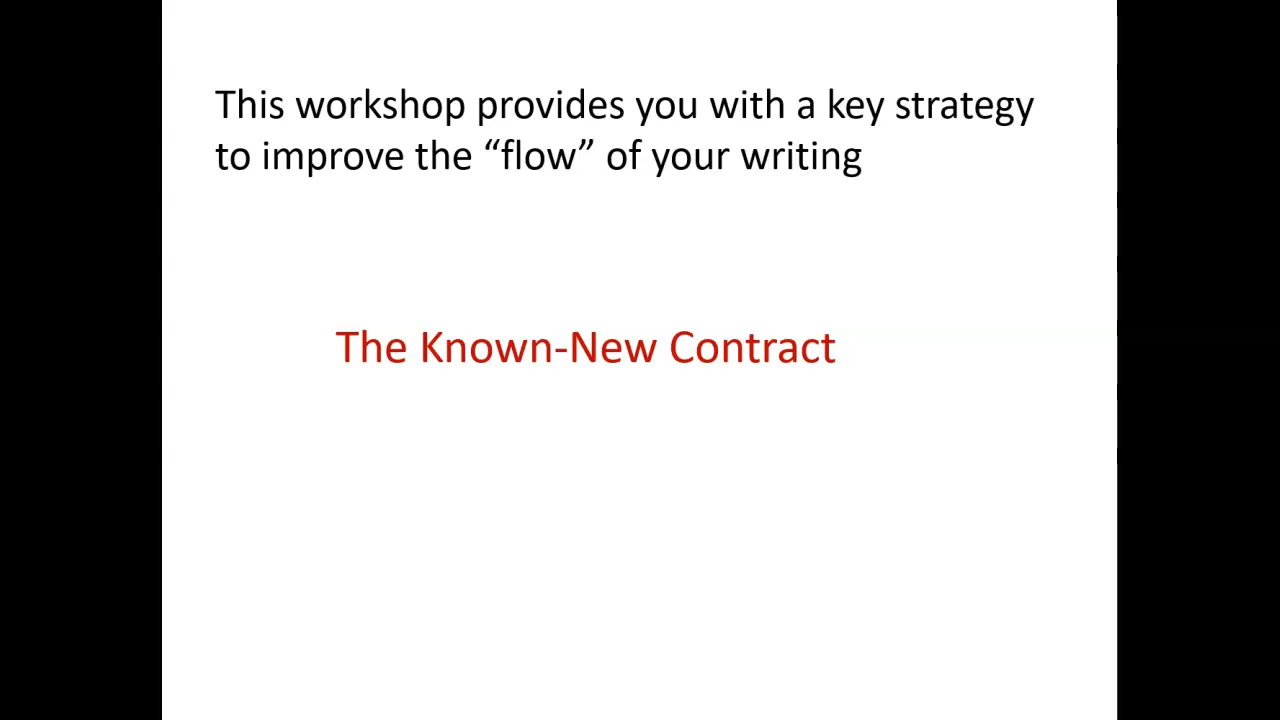 This workshop provides you with a key strategy
to improve the “flow” of your writing
The Known-New Contract